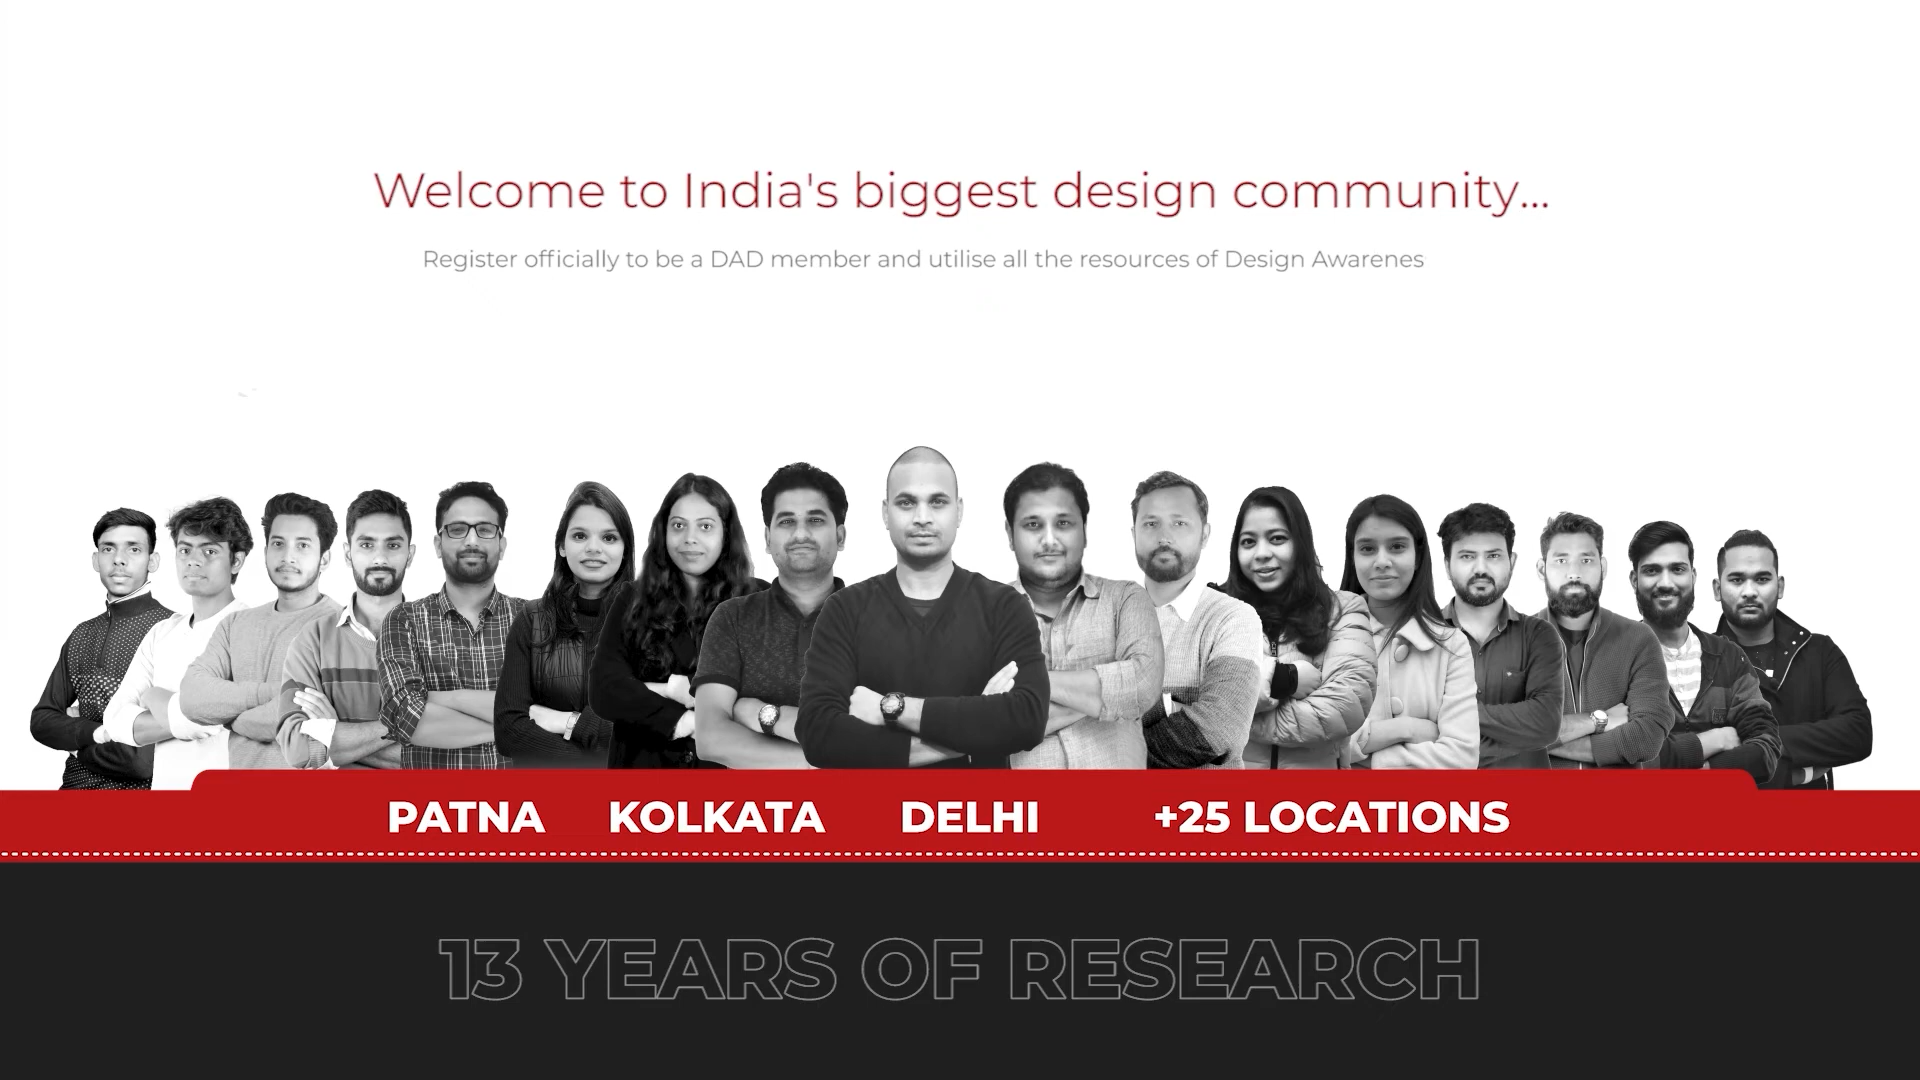 Welcome to India's biggest design community...
Register officially to be a DAD member and utilise all the resources of Design Awarenes
PATNA KOLKATA DELHI +25 LOCATIONS
13 YEARS OF RESEARCH